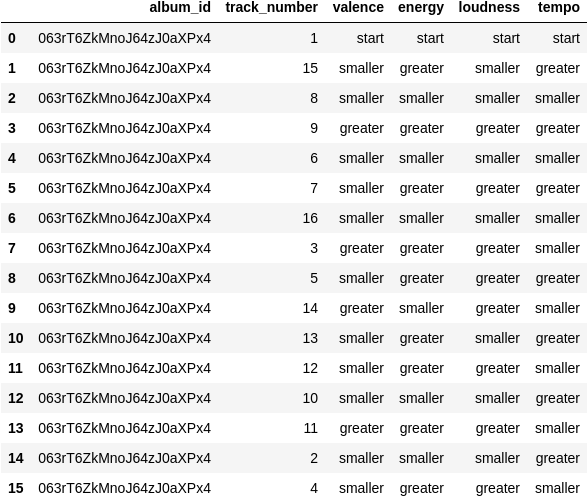 album_id track_number valence energy loudness tempo
0 063rT6ZkMnoJ64zJ0aXPx4 1 start start start start
1 063rT6ZkMnoJ64zJ0aXPx4 15 smaller greater smaller greater
2 063rT6ZkMnoJ64zJ0aXPx4 8 smaller smaller smaller smaller
3 063rT6ZkMnoJ64zJ0aXPx4 9 greater greater greater greater
4 063rT6ZkMnoJ64zJ0aXPx4 6 smaller smaller smaller smaller
5 063rT6ZkMnoJ64zJ0aXPx4 7 smaller greater greater greater
6 063rT6ZkMnoJ64zJ0aXPx4 16 smaller smaller smaller smaller
7 063rT6ZkMnoJ64zJ0aXPx4 3 greater greater greater smaller
8 063rT6ZkMnoJ64zJ0aXPx4 5 smaller greater greater greater
9 063rT6ZkMnoJ64zJ0aXPx4 14 greater smaller greater smaller
10 063rT6ZkMnoJ64zJ0aXPx4 13 smaller greater smaller greater
11 063rT6ZkMnoJ64zJ0aXPx4 12 smaller greater greater smaller
12 063rT6ZkMnoJ64zJ0aXPx4 10 smaller smaller smaller greater
13 063rT6ZkMnoJ64zJ0aXPx4 11 greater greater greater smaller
14 063rT6ZkMnoJ64zJ0aXPx4 2 smaller smaller smaller greater
15 063rT6ZkMnoJ64zJ0aXPx4 4 smaller greater greater smaller